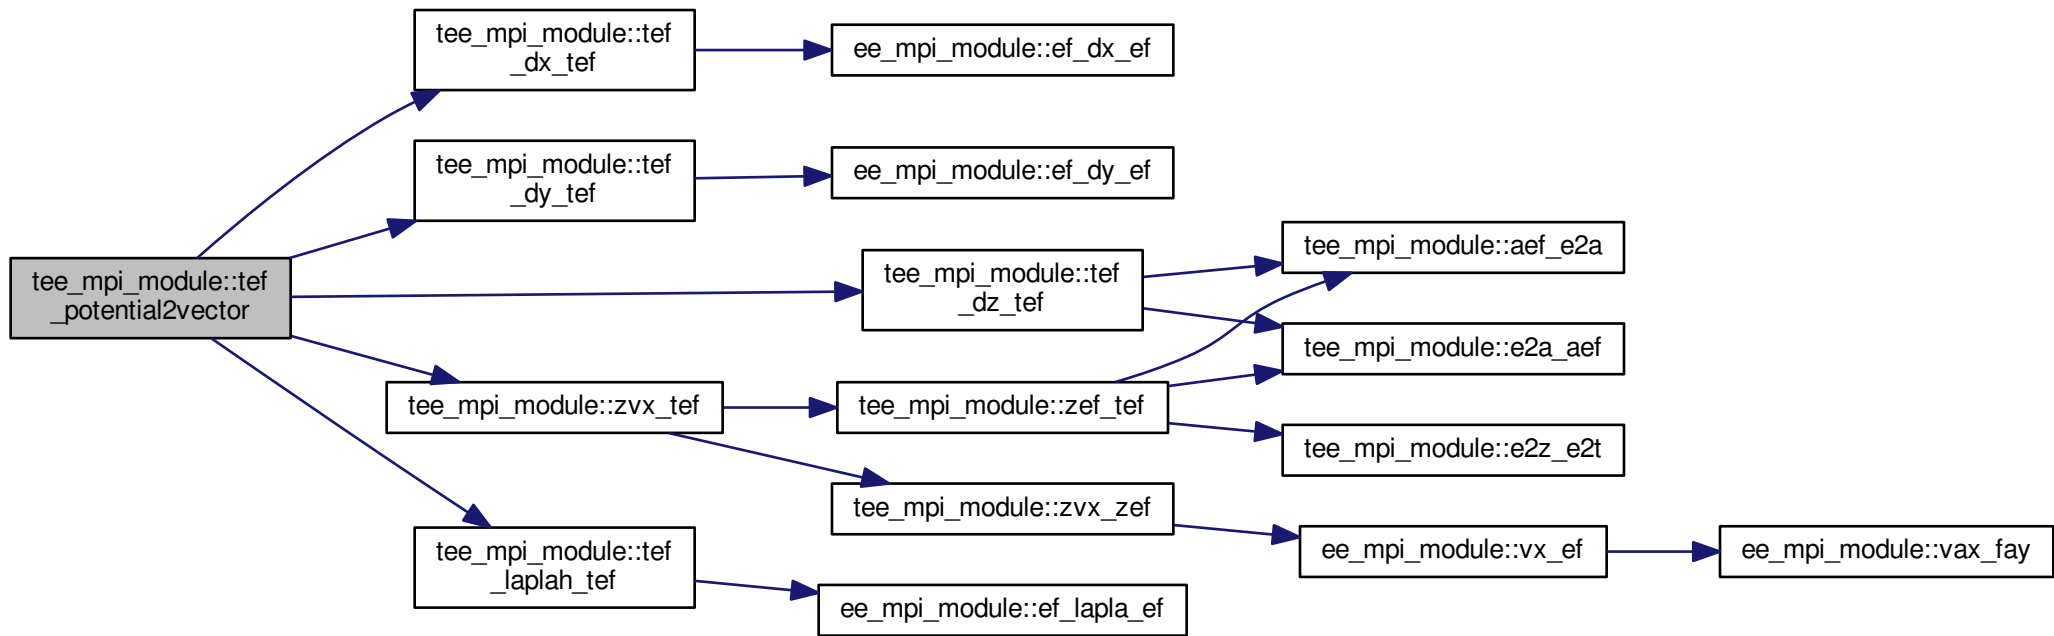 tee_mpi_module::tef
_potential2vector
tee_mpi_module::tef
_dx_tef
ee_mpi_module::ef_dx_ef
tee_mpi_module::tef
_dy_tef
ee_mpi_module::ef_dy_ef
tee_mpi_module::tef
_dz_tef
tee_mpi_module::aef_e2a
tee_mpi_module::e2a_aef
tee_mpi_module::zvx_tef
tee_mpi_module::zef_tef
tee_mpi_module::e2z_e2t
tee_mpi_module::zvx_zef
ee_mpi_module::vx_ef
ee_mpi_module::vax_fay
tee_mpi_module::tef
_laplah_tef
ee_mpi_module::ef_lapla_ef